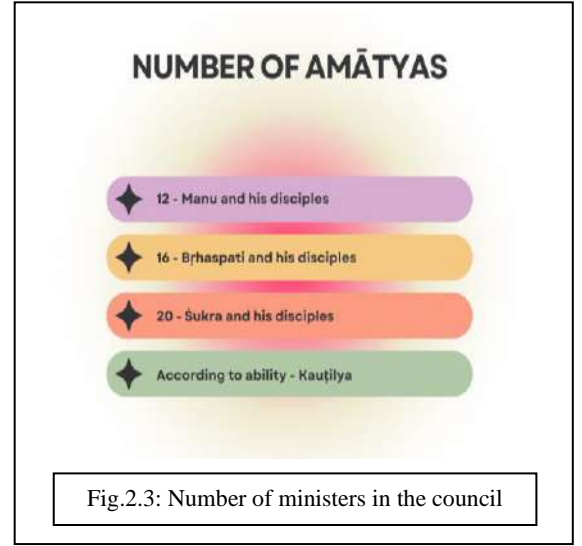 NUMBER OF AMĀTYAS
12 - Manu and his disciples
16 - Bṛhaspati and his disciples
20 - Śukra and his disciples
According to ability - Kauṭilya
Fig.2.3: Number of ministers in the council